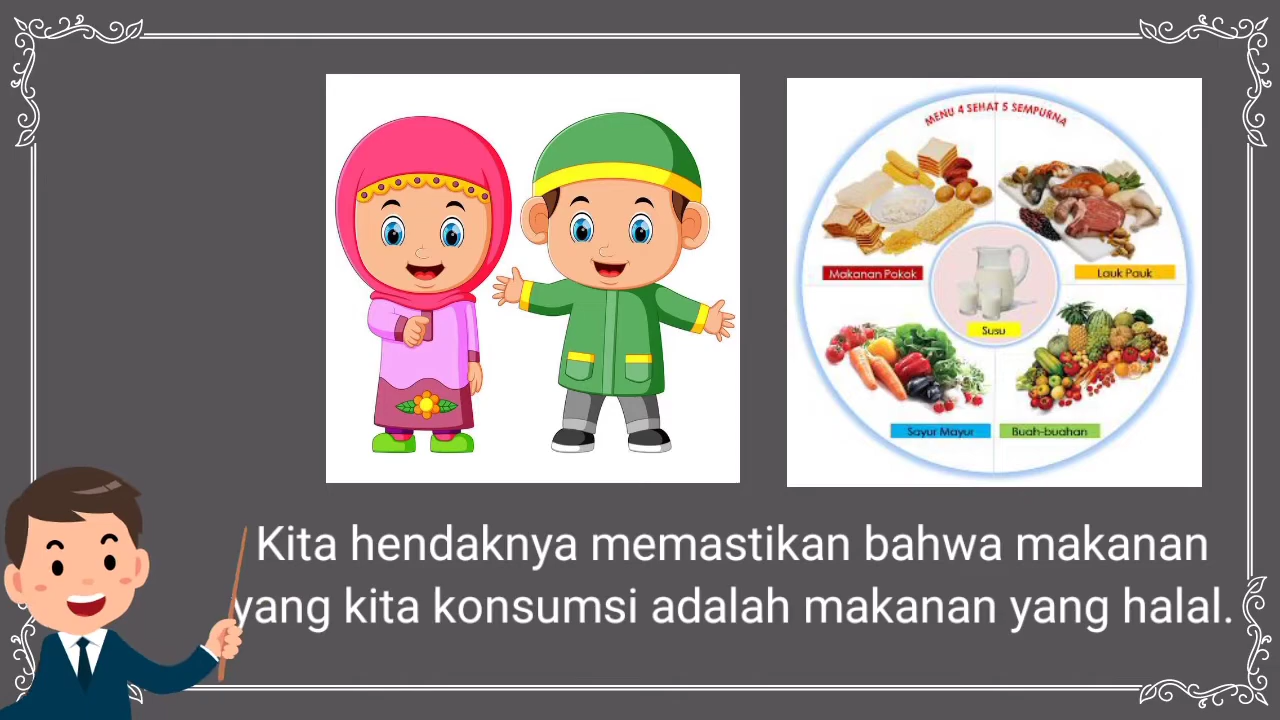 MENU 4 SEHAT 5 SEMPURNA
Makanan Pokok
Lauk Pauk
Susu
Sayur Mayur
Buah-buahan
Kita hendaknya memastikan bahwa makanan
yang kita konsumsi adalah makanan yang halal.